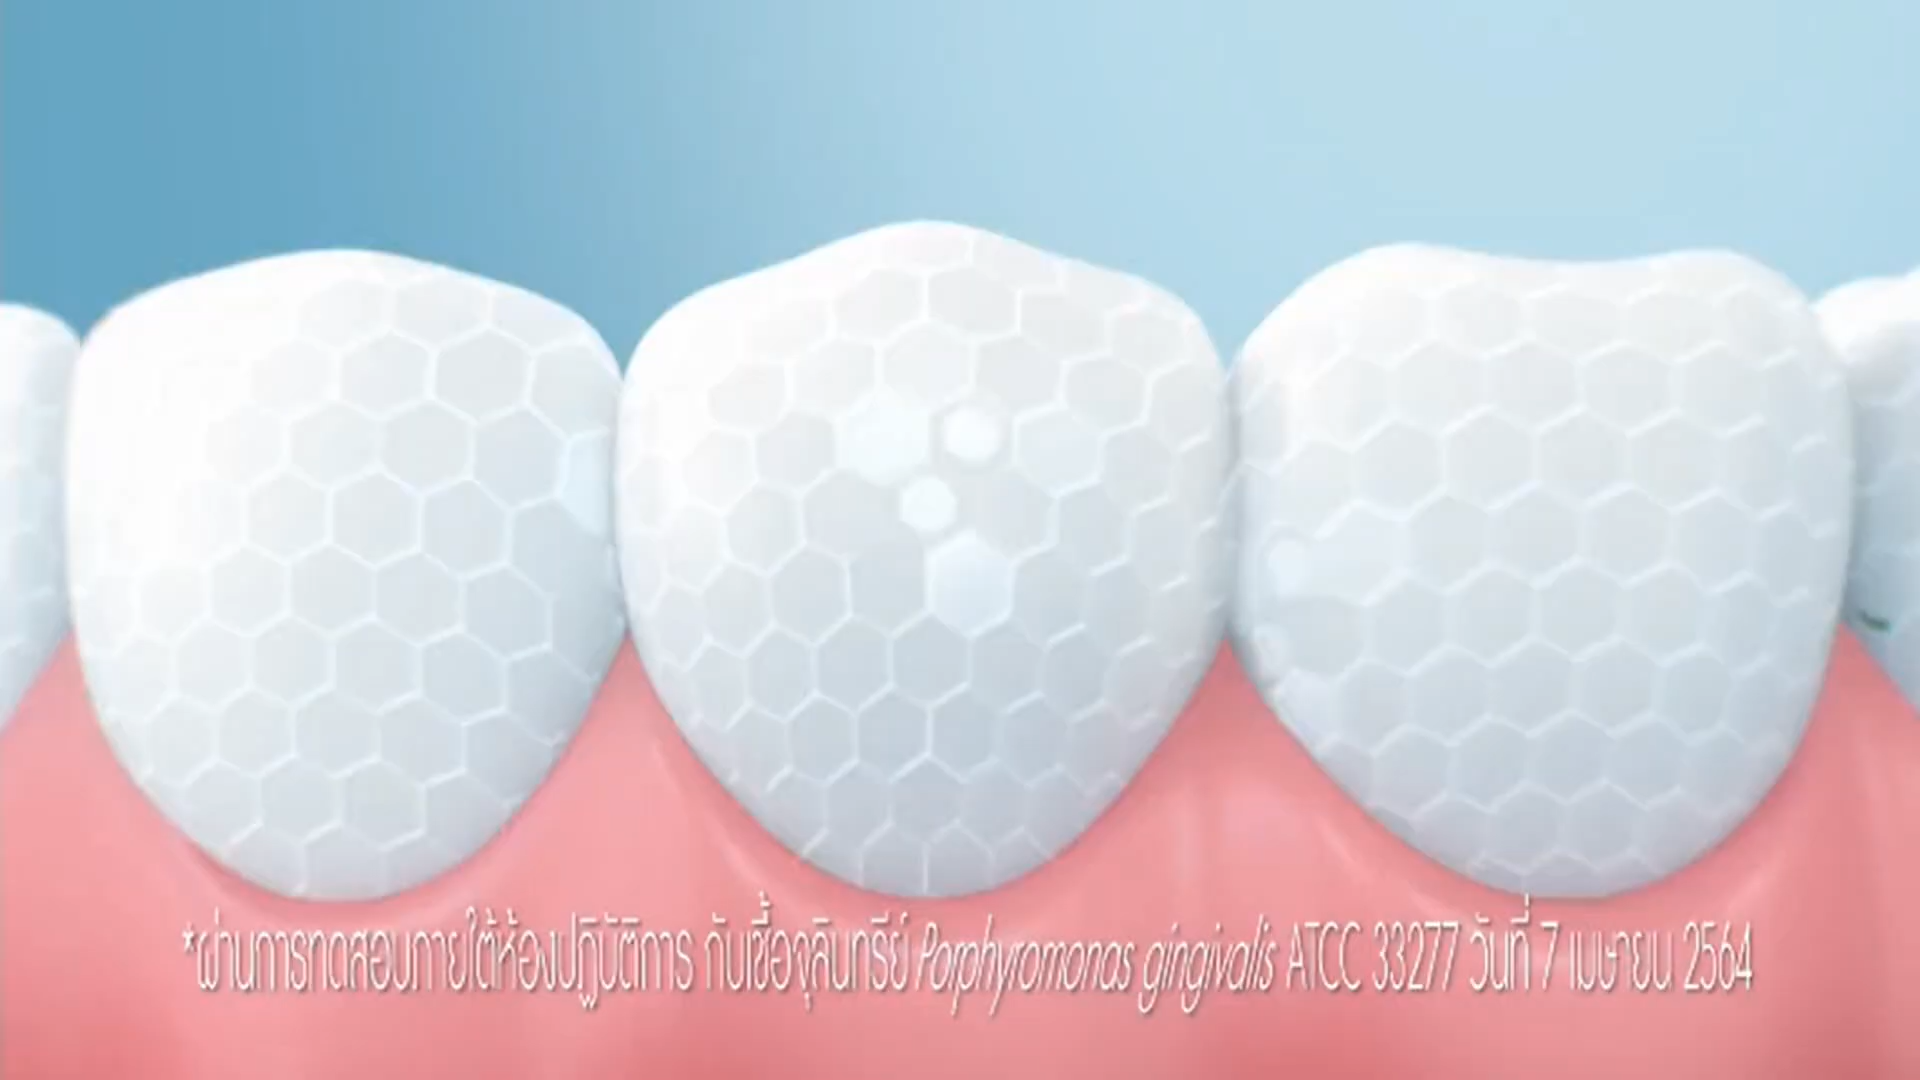 *ผ่านการทดสอบภายใต้ห้องปฏิบัติการ กับเชื้อจุลินทรีย์ Porphyromonas gingivalis ATCC 33277 วันที่ 7 เมษายน 2564